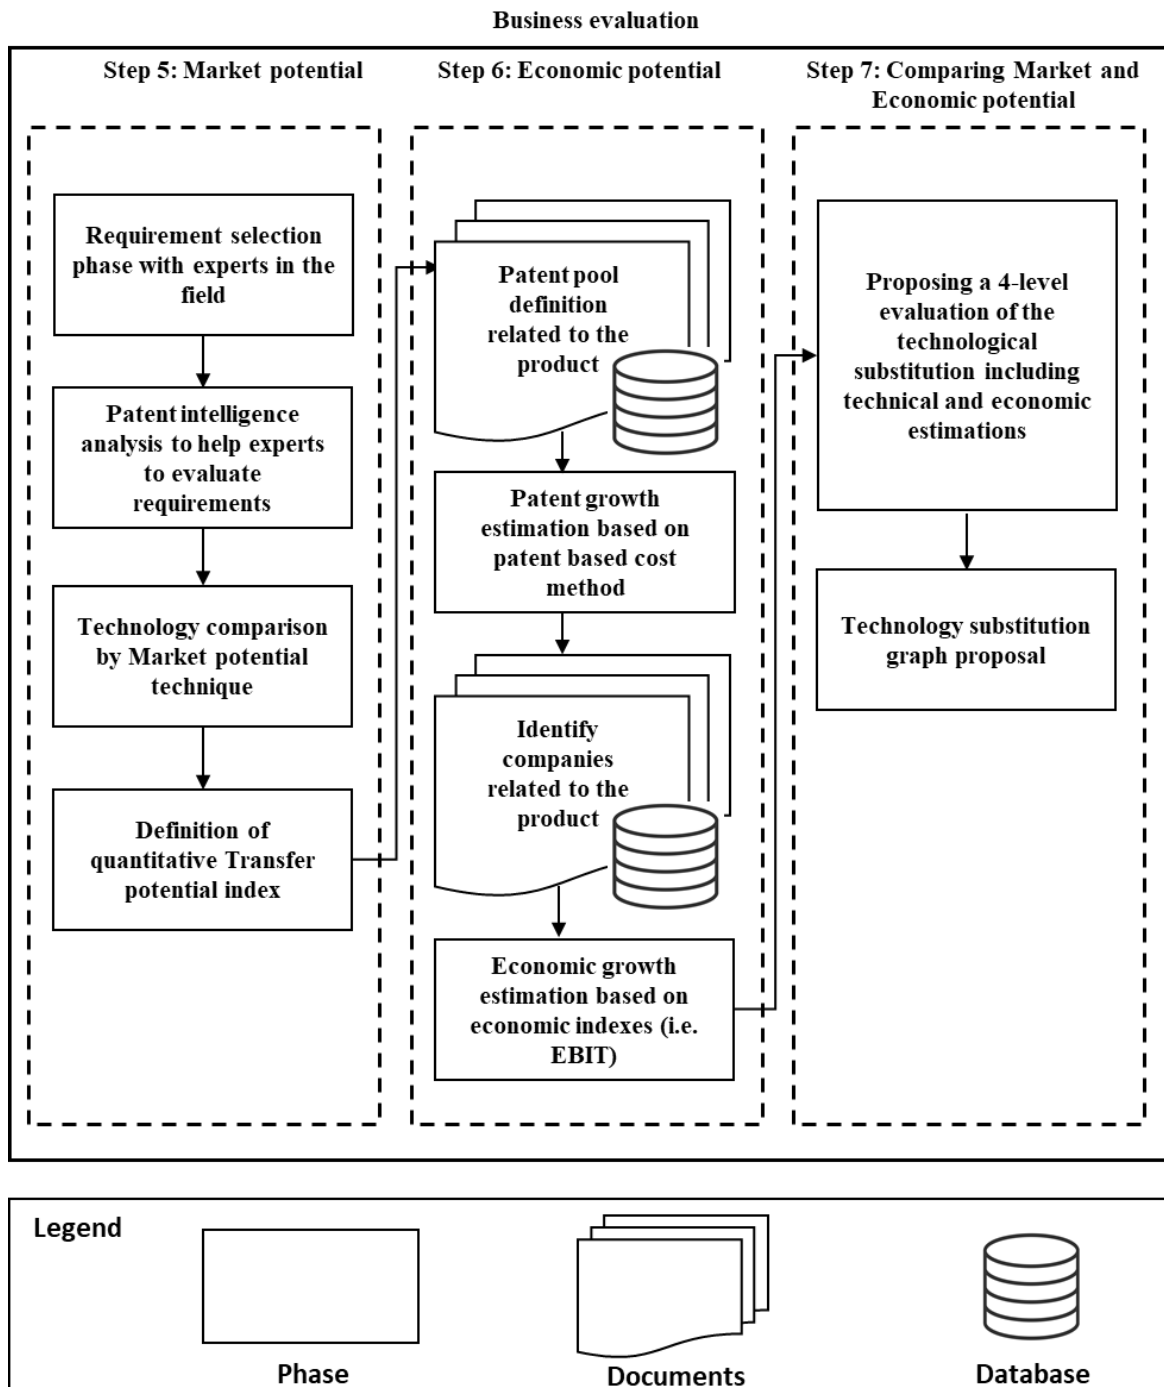 Business evaluation
Step 5: Market potential
Requirement selection
phase with experts in the
field
Patent intelligence
analysis to help experts
to evaluate
requirements
Technology comparison
by Market potential
technique
Definition of
quantitative Transfer
potential index
Step 6: Economic potential
Patent pool
definition
related to the
product
Patent growth
estimation based on
patent based cost
method
Identify
companies
related to the
product
Economic growth
estimation based on
economic indexes (i.e.
EBIT)
Step 7: Comparing Market and
Economic potential
Proposing a 4-level
evaluation of the
technological
substitution including
technical and economic
estimations
Technology substitution
graph proposal
Legend
Phase
Documents
Database